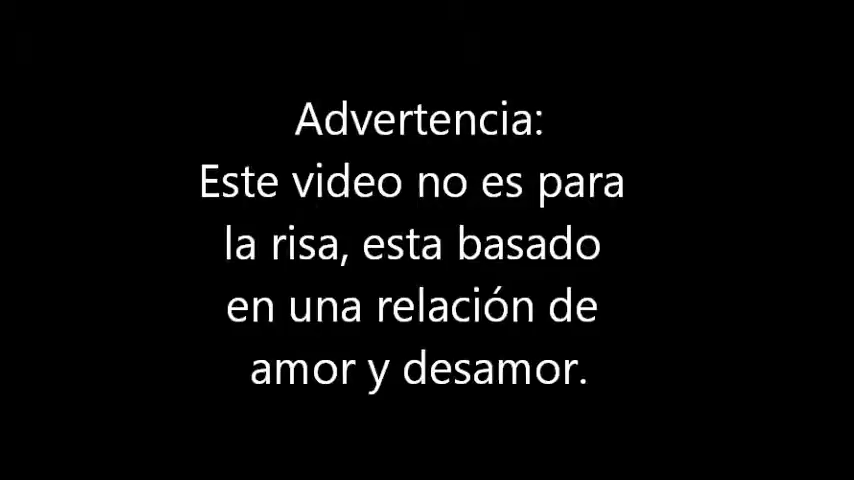 Advertencia:
Este video no es para
la risa, esta basado
en una relación de
amor y desamor.